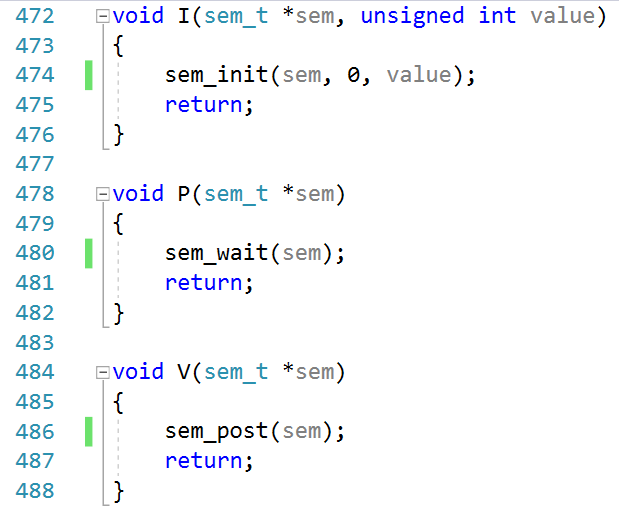 472 void I(sem_t *sem, unsigned int value)
473 {
474 sem_init(sem, 0, value);
475 return;
476 }
477
478 void P(sem_t *sem)
479 {
480 sem_wait(sem);
481 return;
482 }
483
484 void V(sem_t *sem)
485 {
486 sem_post(sem);
487 return;
488 }